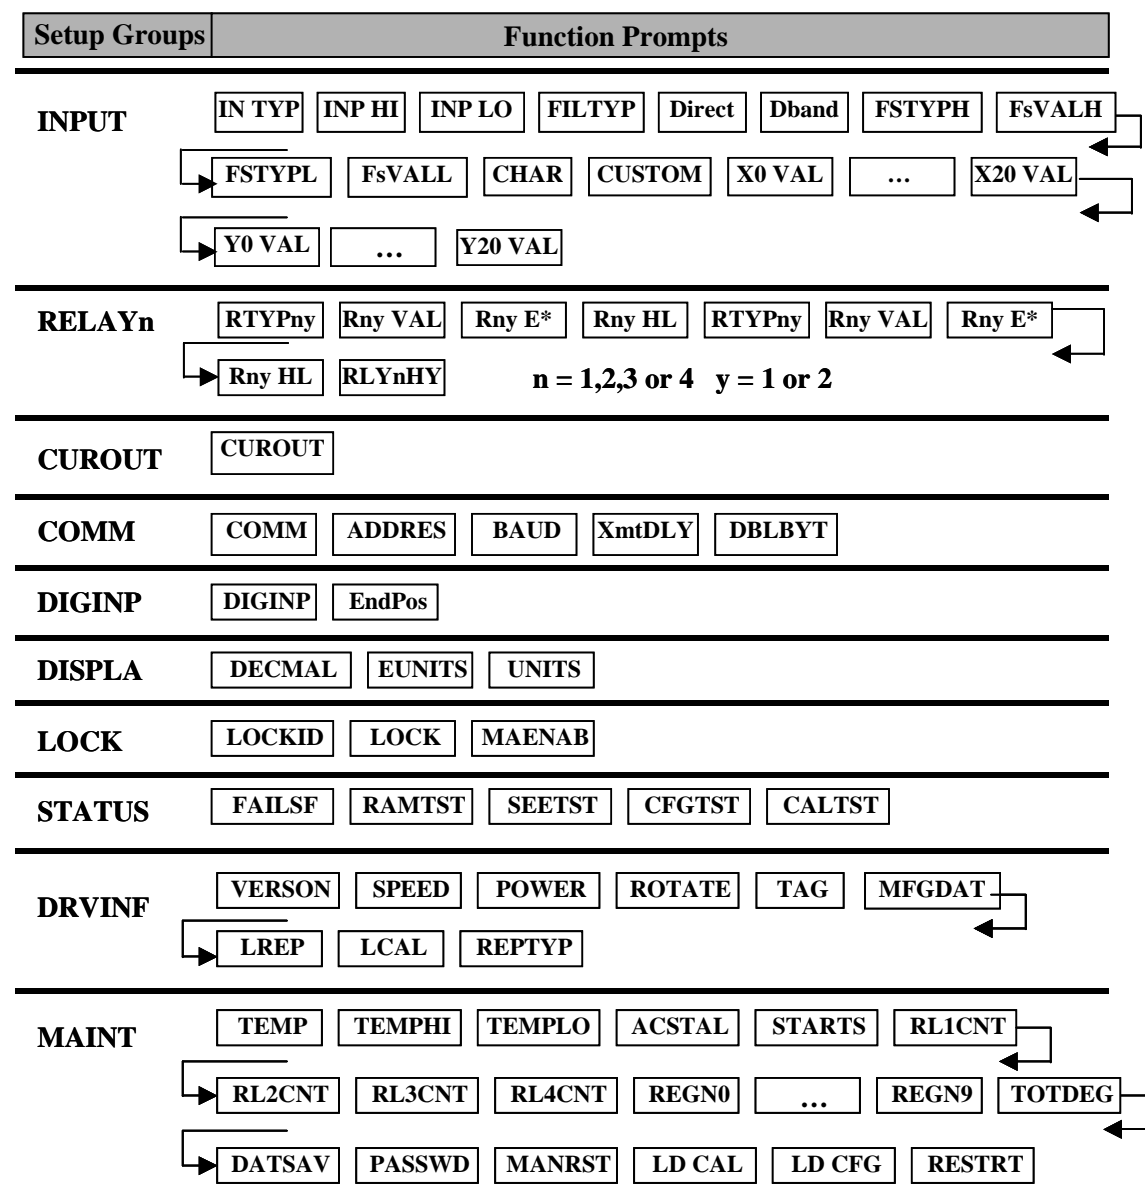 Setup Groups Function Prompts
INPUT IN TYP INP HI INP LO FILTYP Direct Dband FSTYPH FsVALH
FSTYPL FsVALL CHAR CUSTOM X0 VAL ... X20 VAL
Y0 VAL ... Y20 VAL
RELAYn RTYPny Rny VAL Rny E* Rny HL RTYPny Rny VAL Rny E*
Rny HL RLYnHY n = 1,2,3 or 4 y = 1 or 2
CUROUT CUROUT
COMM COMM ADDRES BAUD XmtDLY DBLBYT
DIGINP DIGINP EndPos
DISPLA DECMAL EUNITS UNITS
LOCK LOCKID LOCK MAENAB
STATUS FAILSF RAMTST SEETST CFGTST CALTST
DRVINF VERSON SPEED POWER ROTATE TAG MFGDAT
LREP LCAL REPTYP
MAINT TEMP TEMPHI TEMPLO ACSTAL STARTS RL1CNT
RL2CNT RL3CNT RL4CNT REGN0 ... REGN9 TOTDEG
DATSAV PASSWD MANRST LD CAL LD CFG RESTRT